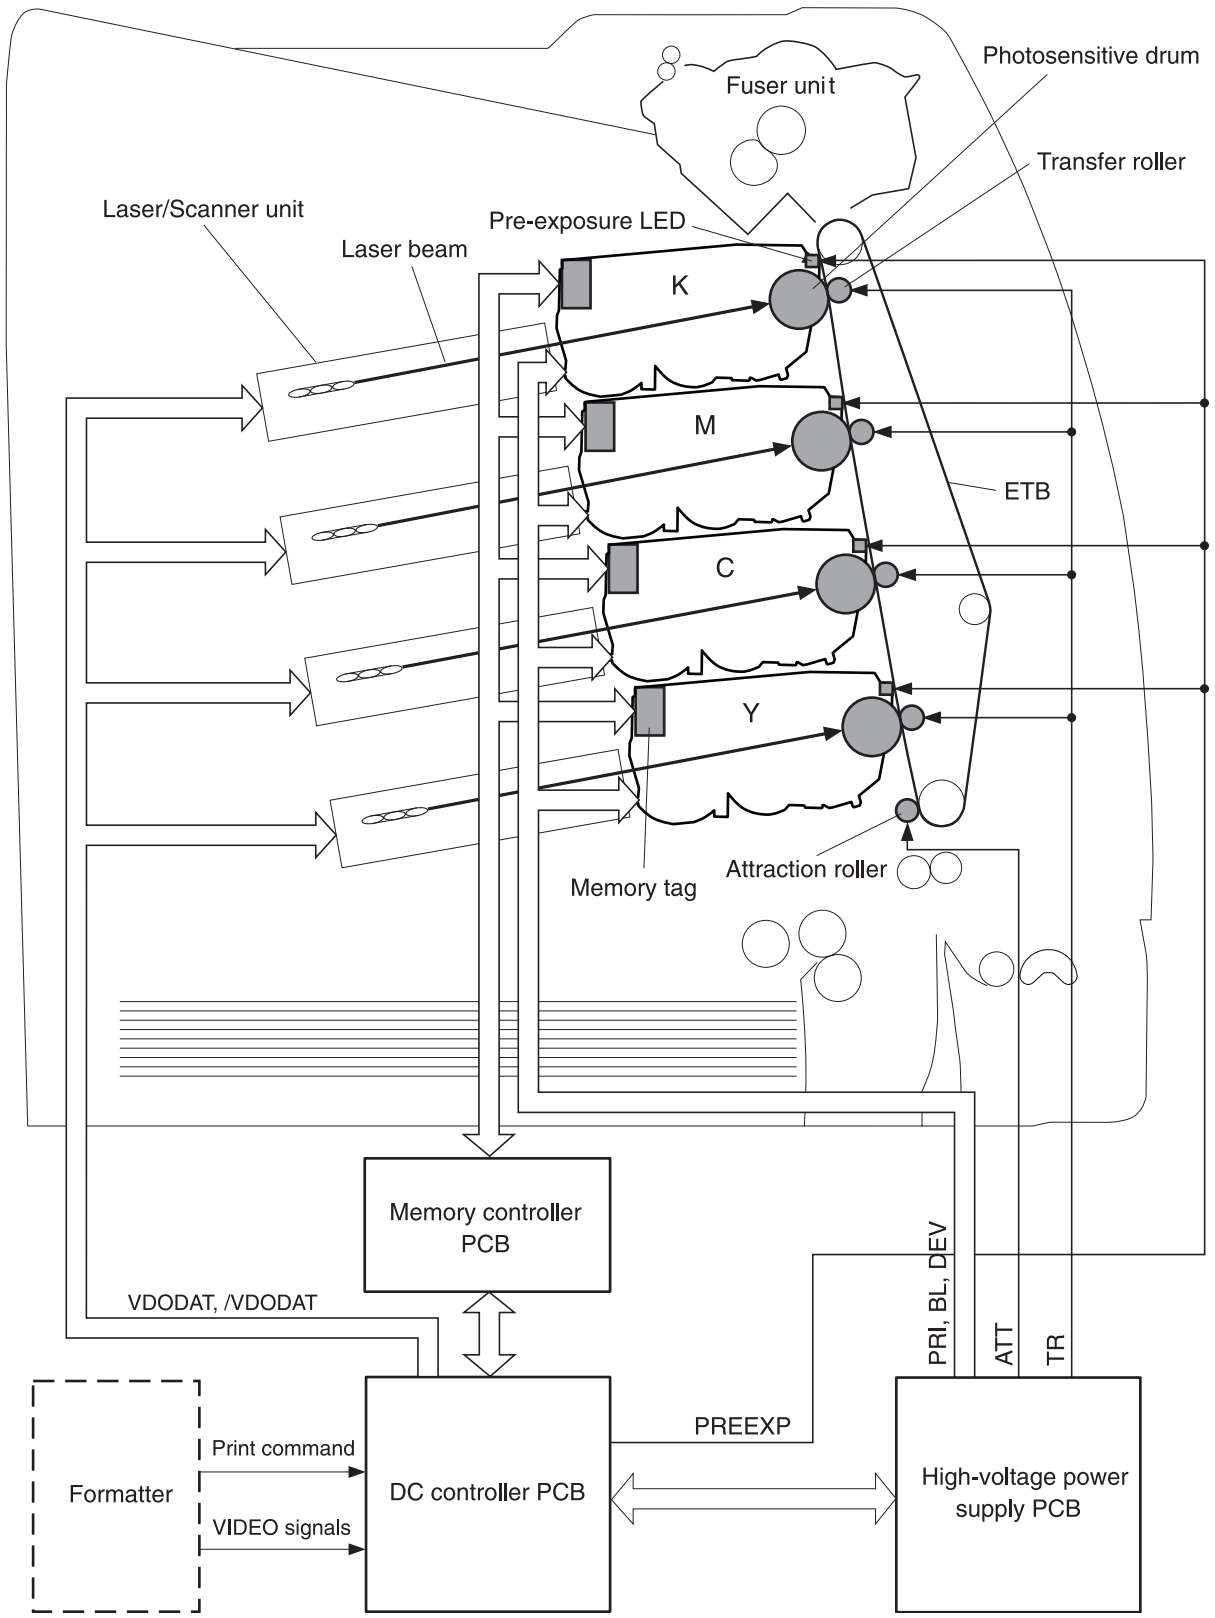 Photosensitive drum
Fuser unit
Transfer roller
Laser/Scanner unit
Pre-exposure LED
Laser beam
K
M
ETB
C
Y
Attraction roller
Memory tag
Memory controller
PCB
VDODAT, /VDODAT
PRI, BL, DEV
ATT
TR
PREEXP
Print command
Formatter
DC controller PCB
High-voltage power
supply PCB
VIDEO signals